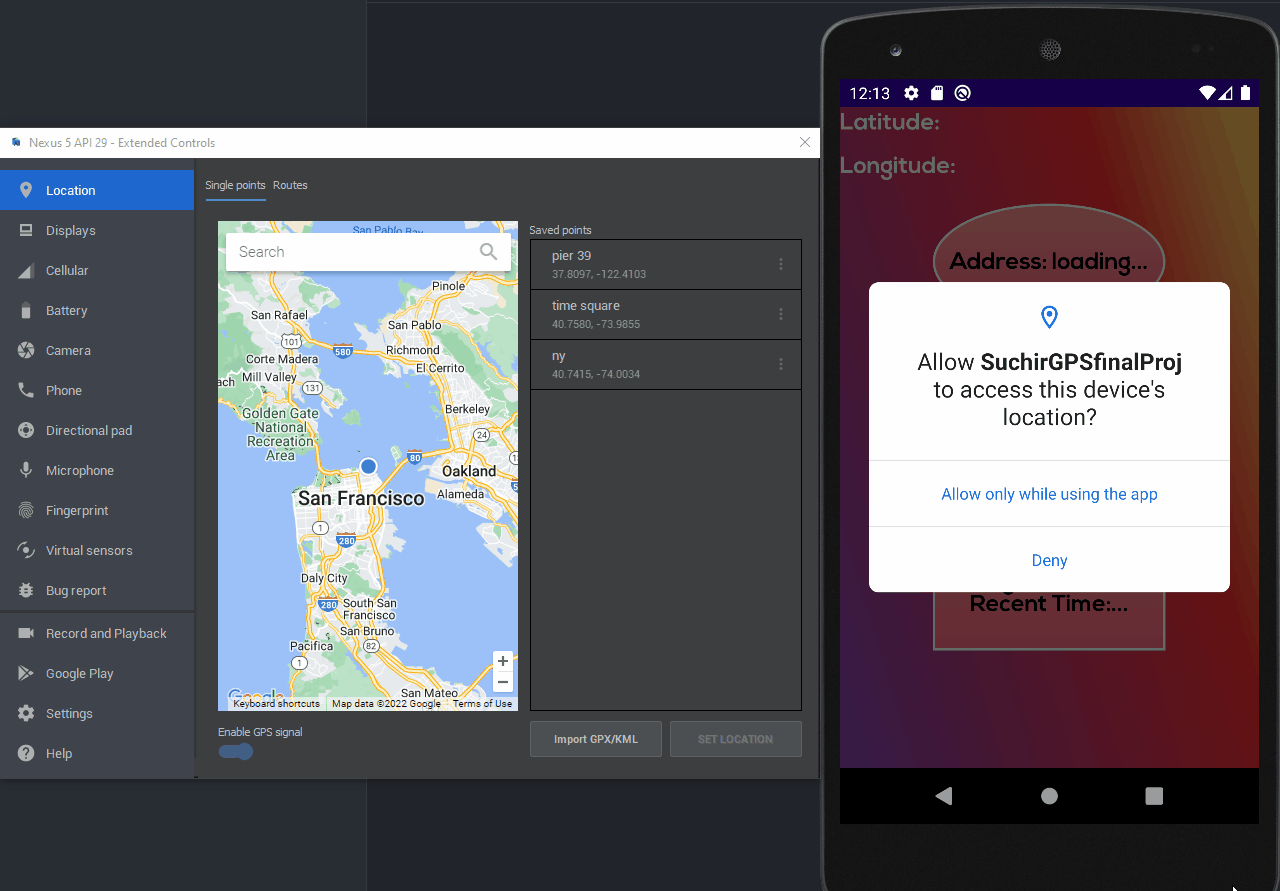 Nexus 5 API 29 - Extended Controls
Location
Displays
Cellular
Battery
Camera
Phone
Directional pad
Microphone
Fingerprint
Virtual sensors
Bug report
Record and Playback
Google Play
Settings
Help
Single points
Routes
San Pablo Bay
Search
Pinole
San Rafael
101
San Pablo
580
Richmond
Corte Madera
El Cerrito
Mill Valley
ach
131
Golden Gate
National
Recreation
Area
Berkeley
24
80
13
Oakland
5
Alameda
San Francisco
1
280
Daly City
280
South San
Francisco
San Bruno
Pacifica
82
1
San Mateo
+
−
Google
Keyboard shortcuts
Map data ©2022 Google
Terms of Use
Enable GPS signal
Saved points
pier 39
37.8097, -122.4103
time square
40.7580, -73.9855
ny
40.7415, -74.0034
Import GPX/KML
SET LOCATION
12:13
Latitude:
Longitude:
Address: loading...
Allow SuchirGPSfinalProj
to access this device's
location?
Allow only while using the app
Deny
Recent Time:...